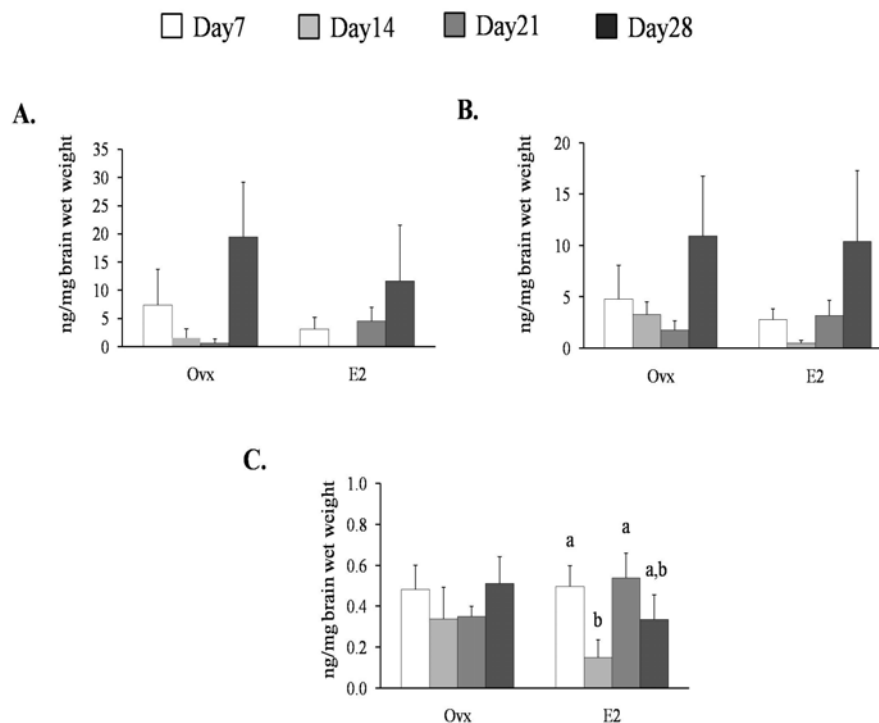 Day7 Day14 Day21 Day28
A.
ng/mg brain wet weight
35
30
25
20
15
10
5
0
Ovx E2
B.
ng/mg brain wet weight
20
15
10
5
0
Ovx E2
C.
ng/mg brain wet weight
1.0
0.8
0.6
0.4
0.2
0.0
a
b
a
a,b
Ovx E2